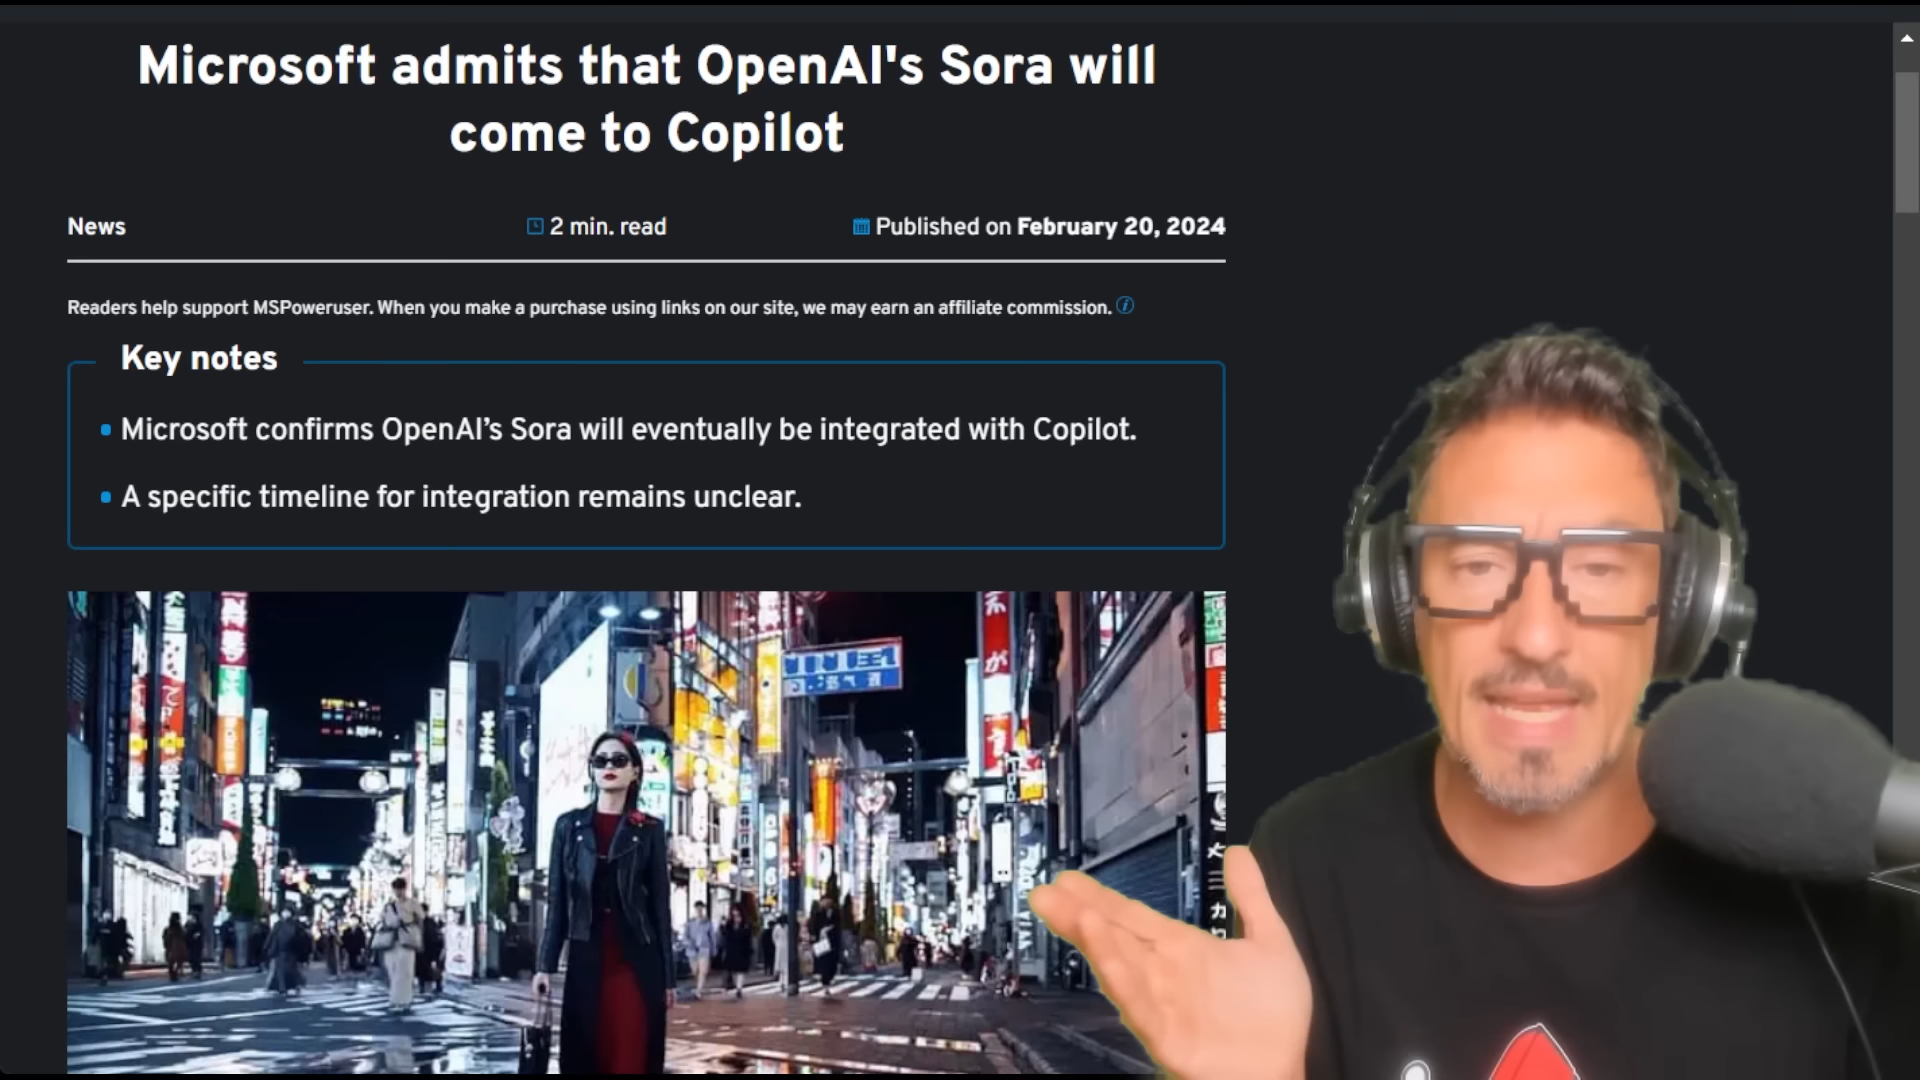 Microsoft admits that OpenAI's Sora will
come to Copilot
News
2 min. read
Published on February 20, 2024
Readers help support MSPoweruser. When you make a purchase using links on our site, we may earn an affiliate commission.
Key notes
Microsoft confirms OpenAI’s Sora will eventually be integrated with Copilot.
A specific timeline for integration remains unclear.